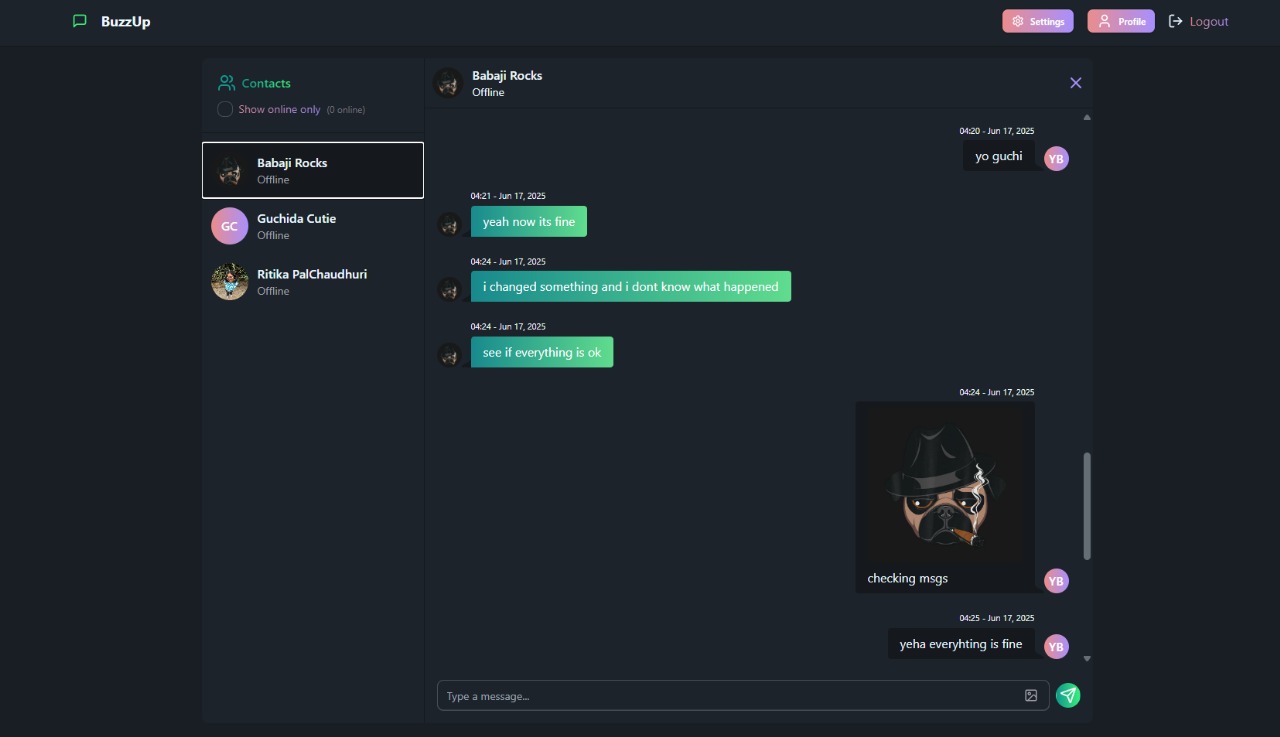 BuzzUp
Settings
Profile
Logout
Contacts
Show online only (0 online)
Babaji Rocks
Offline
GC
Guchida Cutie
Offline
Ritika PalChaudhuri
Offline
Babaji Rocks
Offline
04:20 - Jun 17, 2025
yo guchi
YB
04:21 - Jun 17, 2025
yeah now its fine
04:24 - Jun 17, 2025
i changed something and i dont know what happened
04:24 - Jun 17, 2025
see if everything is ok
04:24 - Jun 17, 2025
checking msgs
YB
04:25 - Jun 17, 2025
yeha everyhting is fine
YB
Type a message...